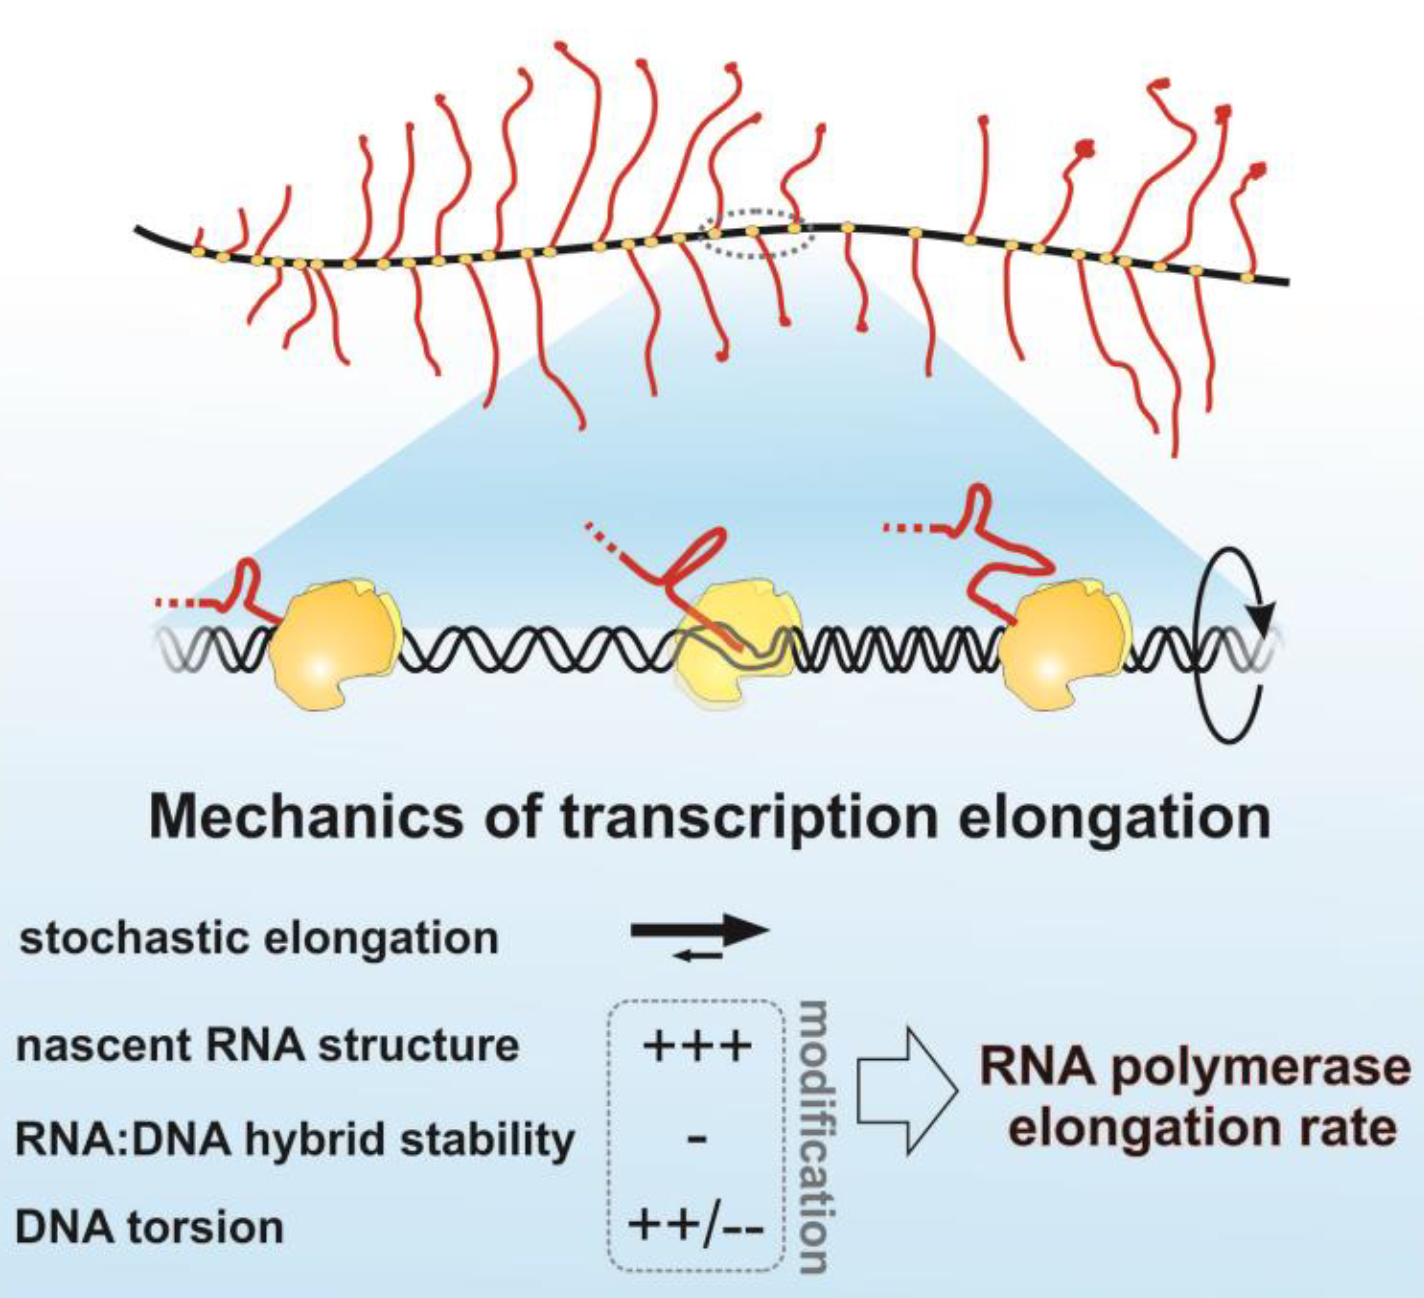 Mechanics of transcription elongation
stochastic elongation
nascent RNA structure
+++
RNA:DNA hybrid stability
-
DNA torsion
++/--
modification
RNA polymerase
elongation rate